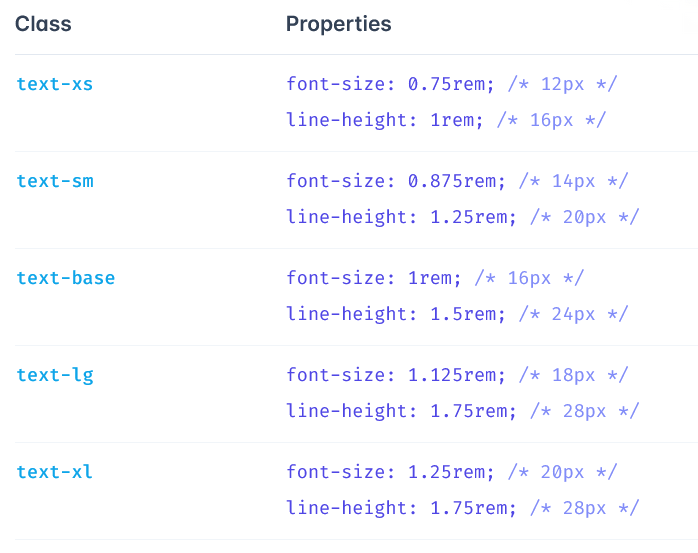 Class Properties
text-xs font-size: 0.75rem; /* 12px */
line-height: 1rem; /* 16px */
text-sm font-size: 0.875rem; /* 14px */
line-height: 1.25rem; /* 20px */
text-base font-size: 1rem; /* 16px */
line-height: 1.5rem; /* 24px */
text-lg font-size: 1.125rem; /* 18px */
line-height: 1.75rem; /* 28px */
text-xl font-size: 1.25rem; /* 20px */
line-height: 1.75rem; /* 28px */